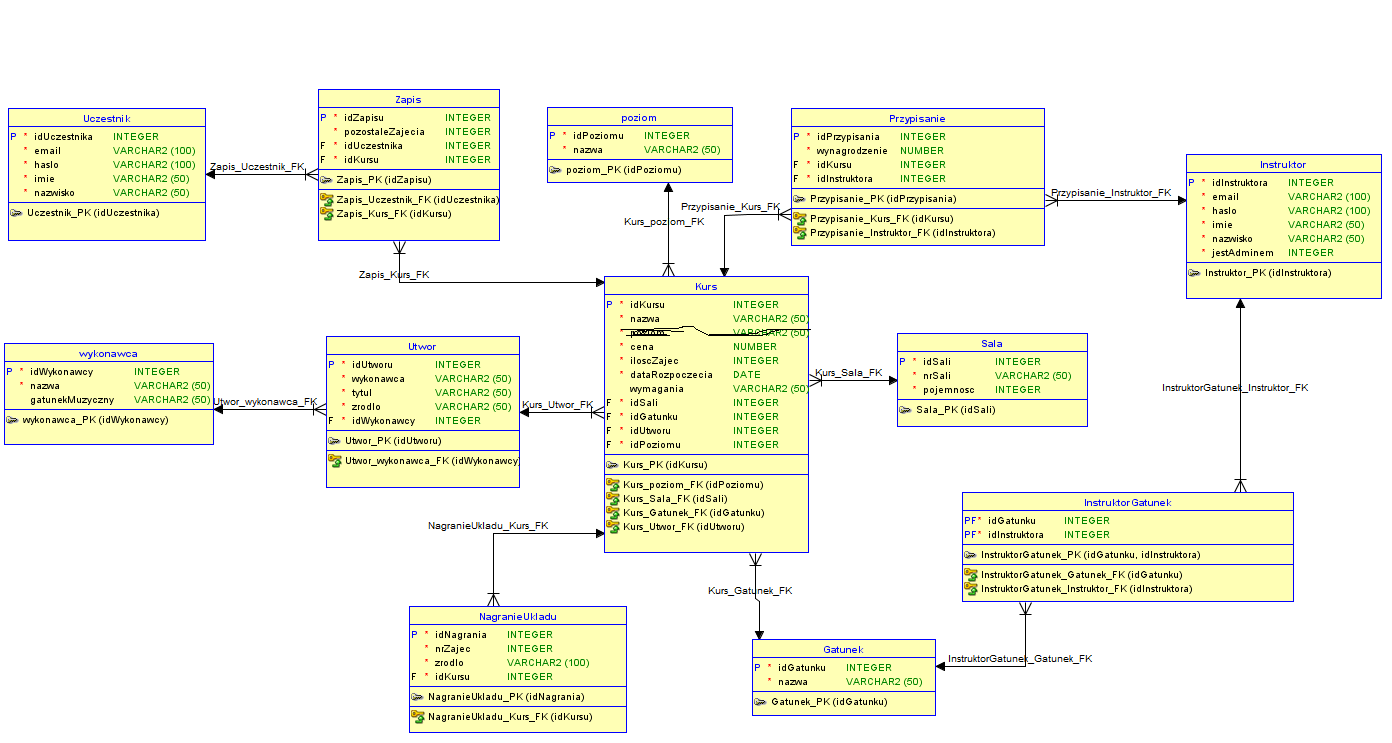 Uczestnik
P * idUczestnika INTEGER
* email VARCHAR2 (100)
* haslo VARCHAR2 (100)
* imie VARCHAR2 (50)
* nazwisko VARCHAR2 (50)
Uczestnik_PK (idUczestnika)
Zapis_Uczestnik_FK
Zapis
P * idZapisu INTEGER
* pozostaleZajecia INTEGER
F * idUczestnika INTEGER
F * idKursu INTEGER
Zapis_PK (idZapisu)
Zapis_Uczestnik_FK (idUczestnika)
Zapis_Kurs_FK (idKursu)
Zapis_Kurs_FK
poziom
P * idPoziomu INTEGER
* nazwa VARCHAR2 (50)
poziom_PK (idPoziomu)
Kurs_poziom_FK
Przypisanie_Kurs_FK
Przypisanie
P * idPrzypisania INTEGER
* wynagrodzenie NUMBER
F * idKursu INTEGER
F * idInstruktora INTEGER
Przypisanie_PK (idPrzypisania)
Przypisanie_Kurs_FK (idKursu)
Przypisanie_Instruktor_FK (idInstruktora)
Przypisanie_Instruktor_FK
Instruktor
P * idInstruktora INTEGER
* email VARCHAR2 (100)
* haslo VARCHAR2 (100)
* imie VARCHAR2 (50)
* nazwisko VARCHAR2 (50)
* jestAdminem INTEGER
Instruktor_PK (idInstruktora)
wykonawca
P * idWykonawcy INTEGER
* nazwa VARCHAR2 (50)
gatunekMuzyczny VARCHAR2 (50)
wykonawca_PK (idWykonawcy)
Utwor_wykonawca_FK
Utwor
P * idUtworu INTEGER
* wykonawca VARCHAR2 (50)
* tytul VARCHAR2 (50)
* zrodlo VARCHAR2 (50)
F * idWykonawcy INTEGER
Utwor_PK (idUtworu)
Utwor_wykonawca_FK (idWykonawcy)
Kurs_Utwor_FK
Kurs
P * idKursu INTEGER
* nazwa VARCHAR2 (50)
* poziom VARCHAR2 (50)
* cena NUMBER
* iloscZajec INTEGER
* dataRozpoczecia DATE
wymagania VARCHAR2 (50)
F * idSali INTEGER
F * idGatunku INTEGER
F * idUtworu INTEGER
F * idPoziomu INTEGER
Kurs_PK (idKursu)
Kurs_poziom_FK (idPoziomu)
Kurs_Sala_FK (idSali)
Kurs_Gatunek_FK (idGatunku)
Kurs_Utwor_FK (idUtworu)
Kurs_Sala_FK
Sala
P * idSali INTEGER
* nrSali VARCHAR2 (50)
* pojemnosc INTEGER
Sala_PK (idSali)
InstruktorGatunek_Instruktor_FK
InstruktorGatunek
PF* idGatunku INTEGER
PF* idInstruktora INTEGER
InstruktorGatunek_PK (idGatunku, idInstruktora)
InstruktorGatunek_Gatunek_FK (idGatunku)
InstruktorGatunek_Instruktor_FK (idInstruktora)
NagranieUkladu_Kurs_FK
NagranieUkladu
P * idNagrania INTEGER
* nrZajec INTEGER
* zrodlo VARCHAR2 (100)
F * idKursu INTEGER
NagranieUkladu_PK (idNagrania)
NagranieUkladu_Kurs_FK (idKursu)
Kurs_Gatunek_FK
Gatunek
P * idGatunku INTEGER
* nazwa VARCHAR2 (50)
Gatunek_PK (idGatunku)
InstruktorGatunek_Gatunek_FK